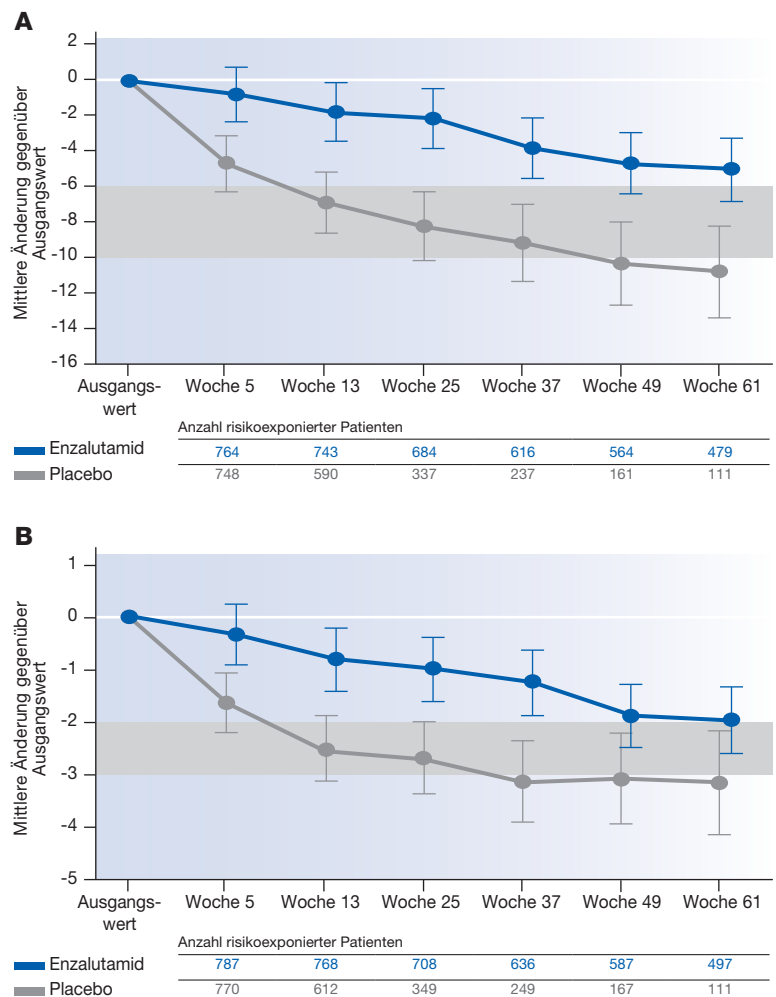 A
Mittlere Änderung gegenüber
Ausgangswert
2
0
-2
-4
-6
-8
-10
-12
-14
-16
Ausgangs-
wert
Woche 5
Woche 13
Woche 25
Woche 37
Woche 49
Woche 61
Anzahl risikoexponierter Patienten
Enzalutamid 764 743 684 616 564 479
Placebo 748 590 337 237 161 111
B
Mittlere Änderung gegenüber
Ausgangswert
1
0
-1
-2
-3
-4
-5
Ausgangs-
wert
Woche 5
Woche 13
Woche 25
Woche 37
Woche 49
Woche 61
Anzahl risikoexponierter Patienten
Enzalutamid 787 768 708 636 587 497
Placebo 770 612 349 249 167 111